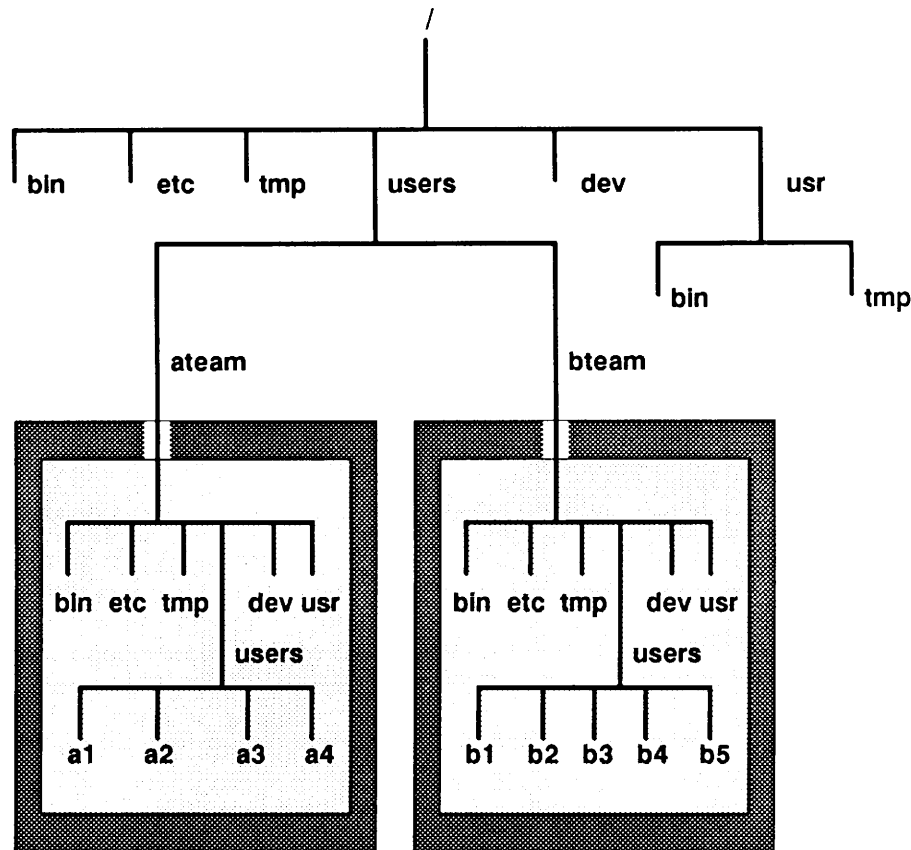 /
bin etc tmp users dev usr
bin tmp
ateam bteam
bin etc tmp dev usr bin etc tmp dev usr
users users
a1 a2 a3 a4 b1 b2 b3 b4 b5